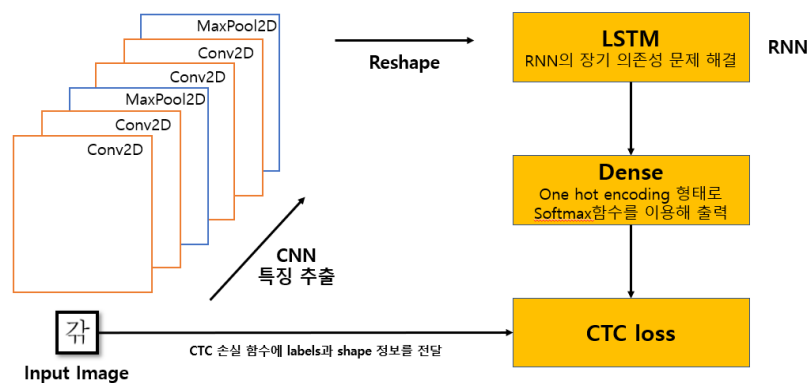 MaxPool2D
Conv2D
Conv2D
MaxPool2D
Conv2D
Conv2D
Reshape
LSTM
RNN의 장기 의존성 문제 해결
RNN
Dense
One hot encoding 형태로
Softmax함수를 이용해 출력
CNN
특징 추출
갂
Input Image
CTC 손실 함수에 labels과 shape 정보를 전달
CTC loss